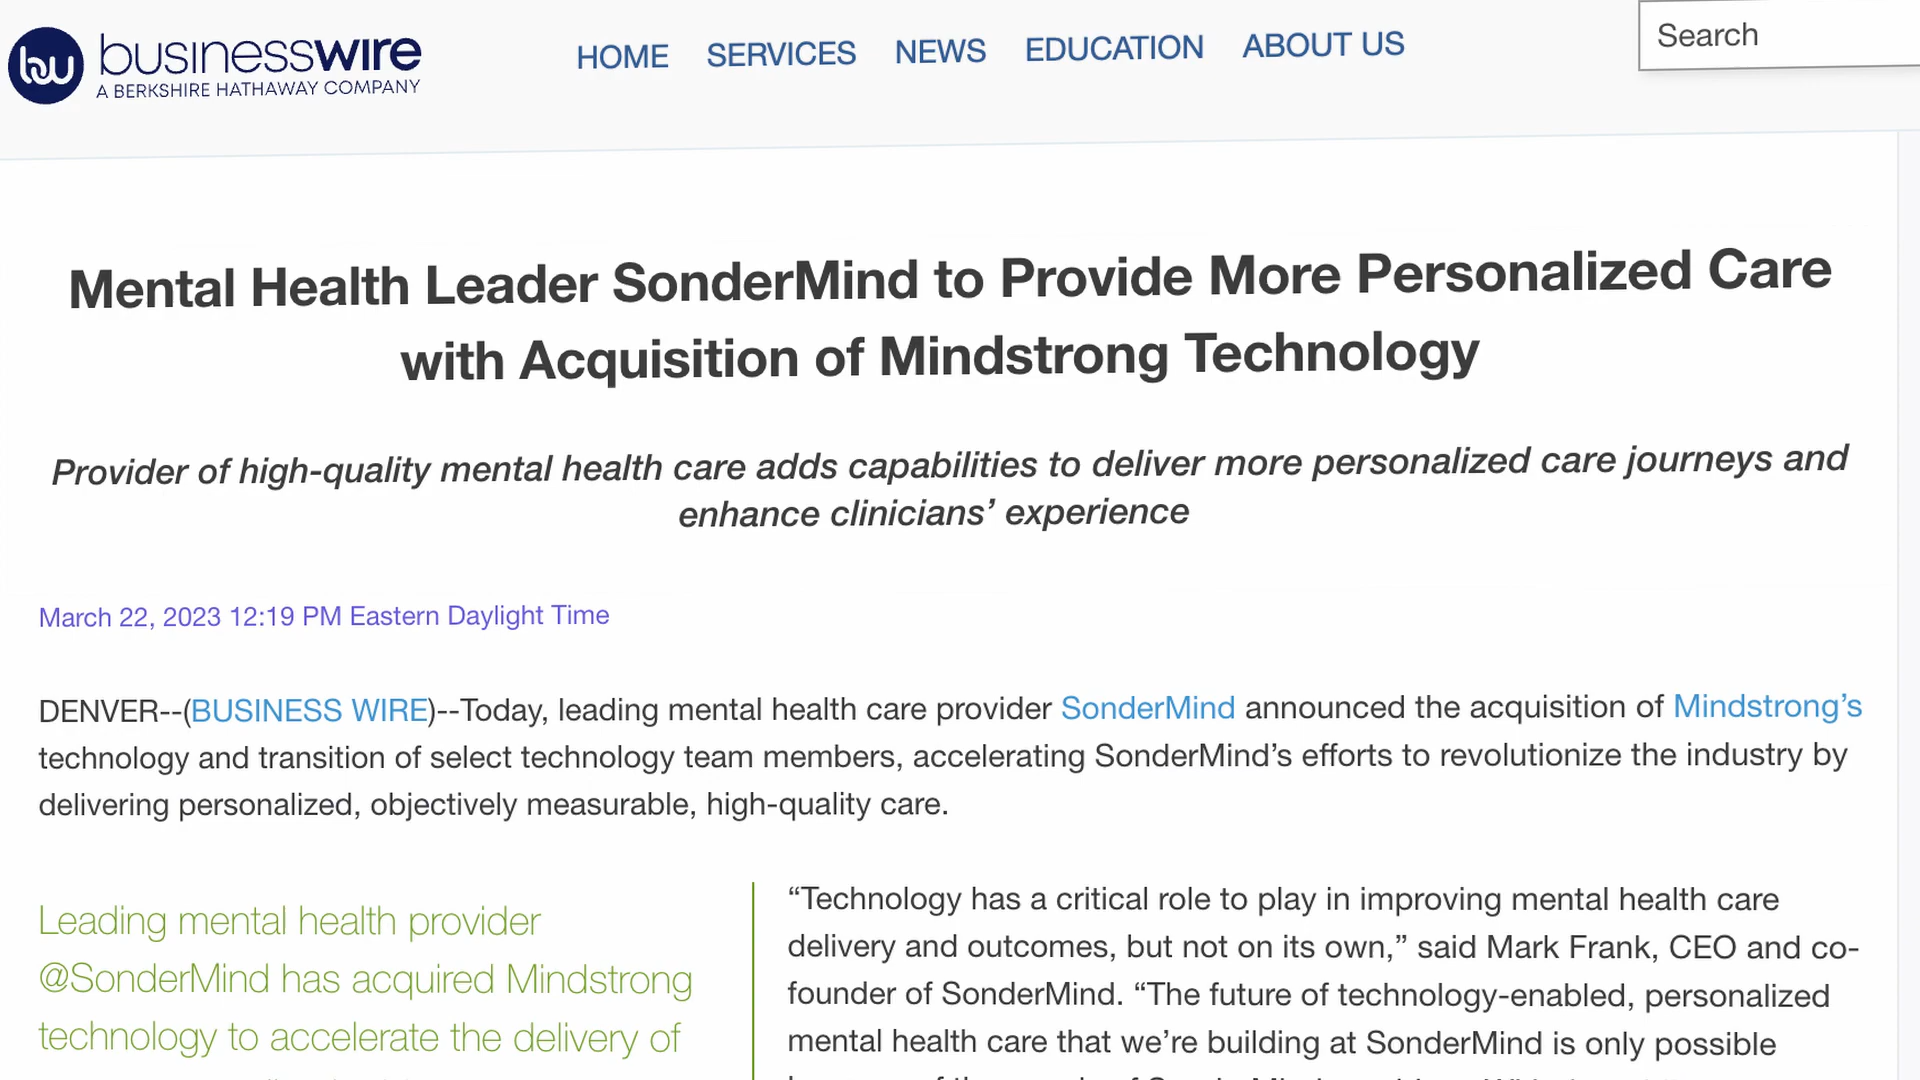 businesswire
A BERKSHIRE HATHAWAY COMPANY
HOME SERVICES NEWS EDUCATION ABOUT US
Search
Mental Health Leader SonderMind to Provide More Personalized Care
with Acquisition of Mindstrong Technology
Provider of high-quality mental health care adds capabilities to deliver more personalized care journeys and
enhance clinicians’ experience
March 22, 2023 12:19 PM Eastern Daylight Time
DENVER--(BUSINESS WIRE)--Today, leading mental health care provider SonderMind announced the acquisition of Mindstrong’s
technology and transition of select technology team members, accelerating SonderMind’s efforts to revolutionize the industry by
delivering personalized, objectively measurable, high-quality care.
Leading mental health provider
@SonderMind has acquired Mindstrong
technology to accelerate the delivery of
“Technology has a critical role to play in improving mental health care
delivery and outcomes, but not on its own,” said Mark Frank, CEO and co-
founder of SonderMind. “The future of technology-enabled, personalized
mental health care that we’re building at SonderMind is only possible